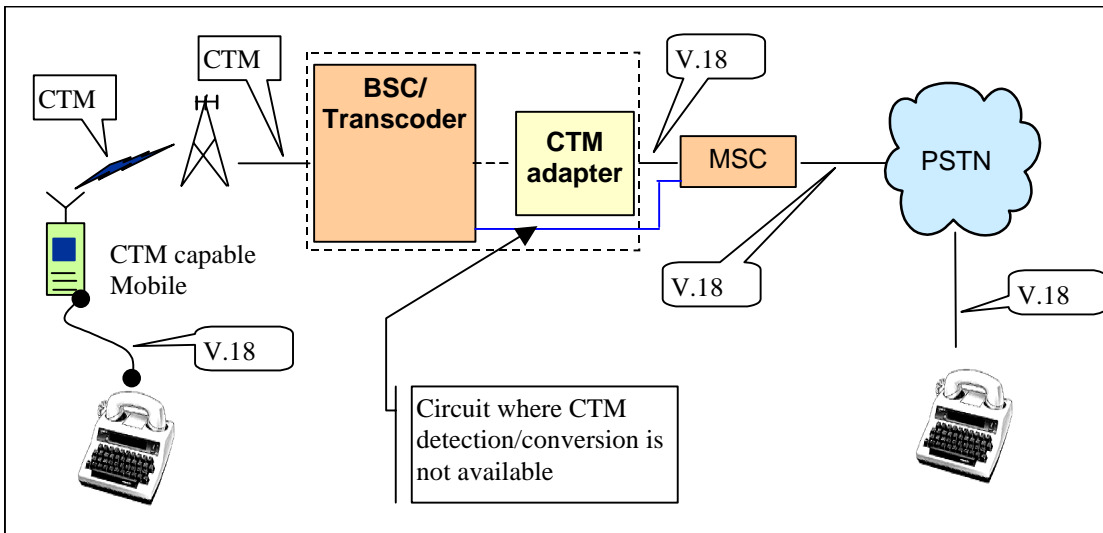 CTM
CTM
BSC/
Transcoder
CTM
adapter
V.18
MSC
PSTN
V.18
V.18
CTM capable
Mobile
V.18
Circuit where CTM
detection/conversion is
not available